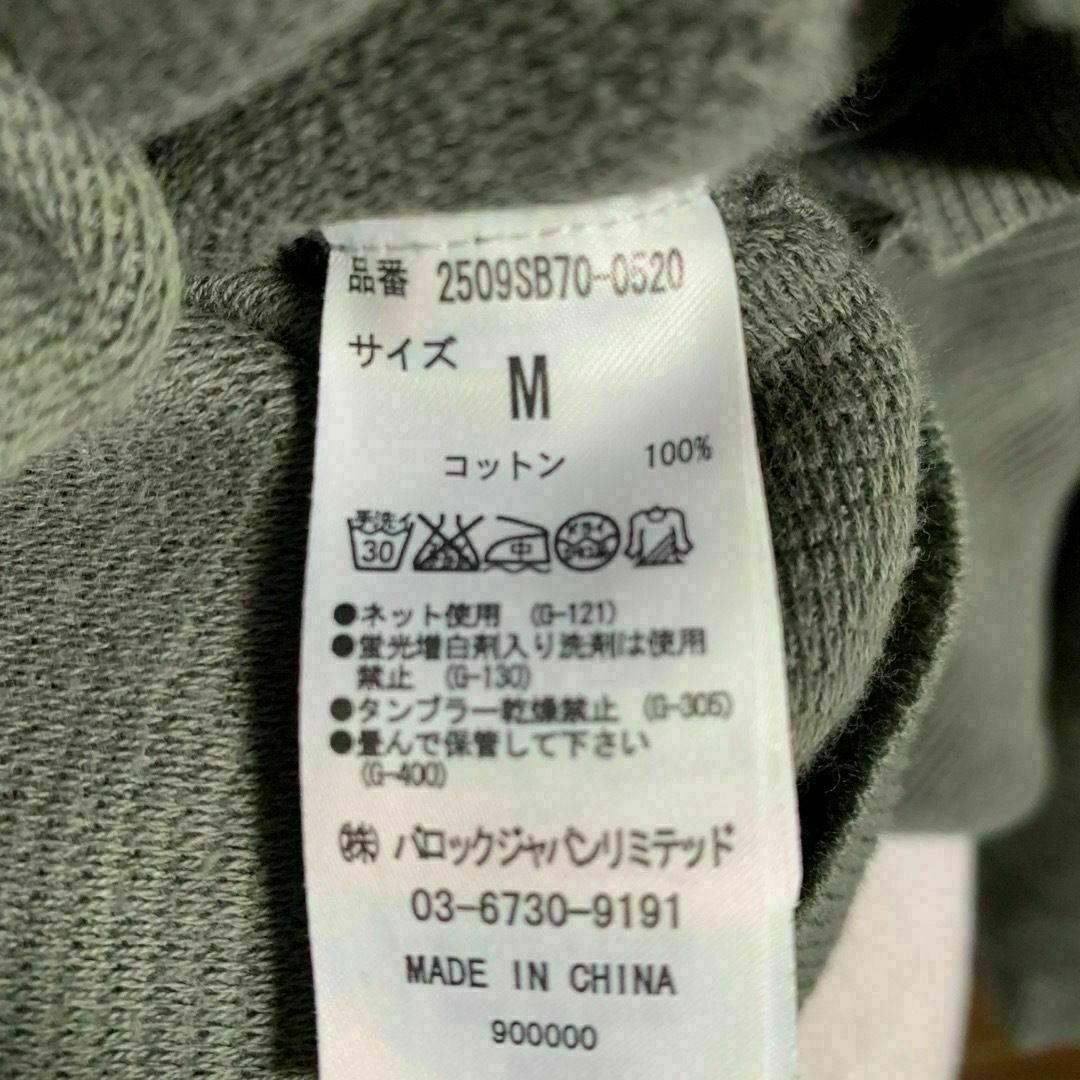 品番 2509SB70-0520
サイズ M
コットン 100%
手洗イ 30 中 ドライ
●ネット使用 (G-121)
●蛍光増白剤入り洗剤は使用
禁止 (G-130)
●タンブラー乾燥禁止 (G-305)
●畳んで保管して下さい
(G-400)
㈱バロックジャパンリミテッド
03-6730-9191
MADE IN CHINA
900000